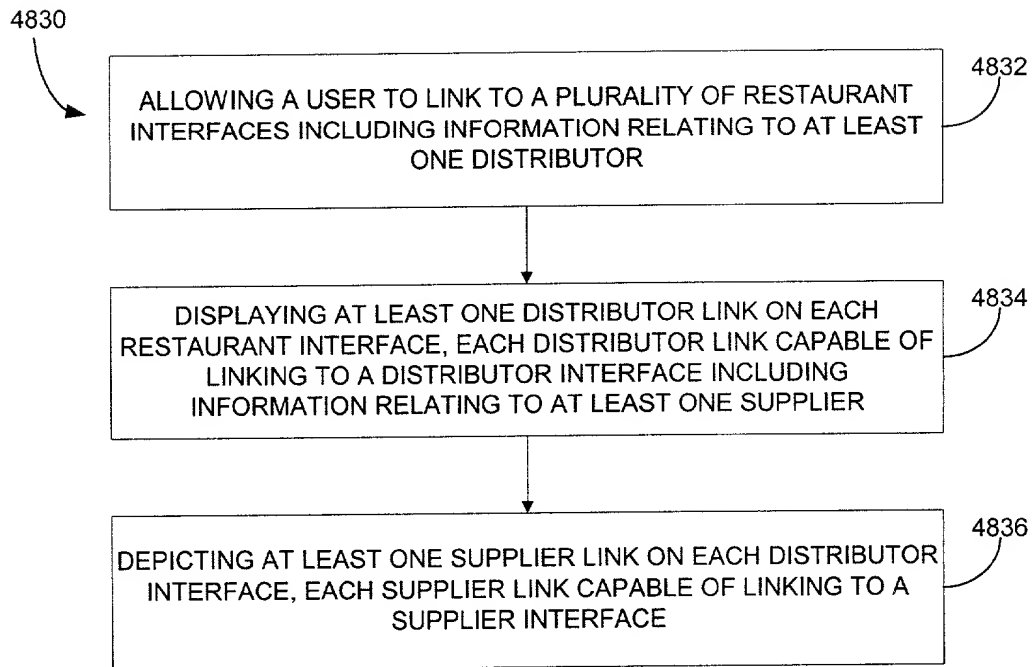 4830
4832
ALLOWING A USER TO LINK TO A PLURALITY OF RESTAURANT
INTERFACES INCLUDING INFORMATION RELATING TO AT LEAST
ONE DISTRIBUTOR
4834
DISPLAYING AT LEAST ONE DISTRIBUTOR LINK ON EACH
RESTAURANT INTERFACE, EACH DISTRIBUTOR LINK CAPABLE OF
LINKING TO A DISTRIBUTOR INTERFACE INCLUDING
INFORMATION RELATING TO AT LEAST ONE SUPPLIER
4836
DEPICTING AT LEAST ONE SUPPLIER LINK ON EACH DISTRIBUTOR
INTERFACE, EACH SUPPLIER LINK CAPABLE OF LINKING TO A
SUPPLIER INTERFACE